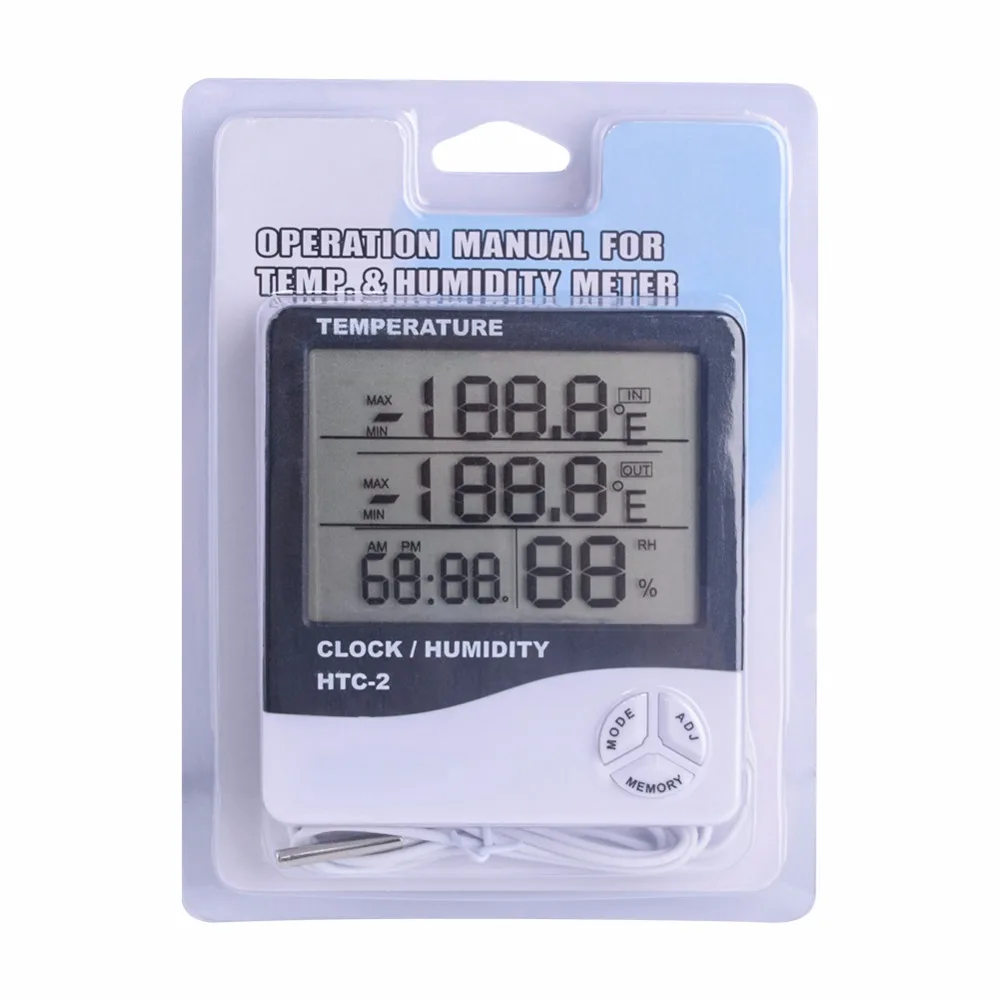 OPERATION MANUAL FOR
TEMP. & HUMIDITY METER
TEMPERATURE
MAX -188.8 °E IN
MIN
MAX -188.8 °E OUT
MIN
AM PM
68:88. 88 RH %
CLOCK / HUMIDITY
HTC-2
MODE ADJ
MEMORY